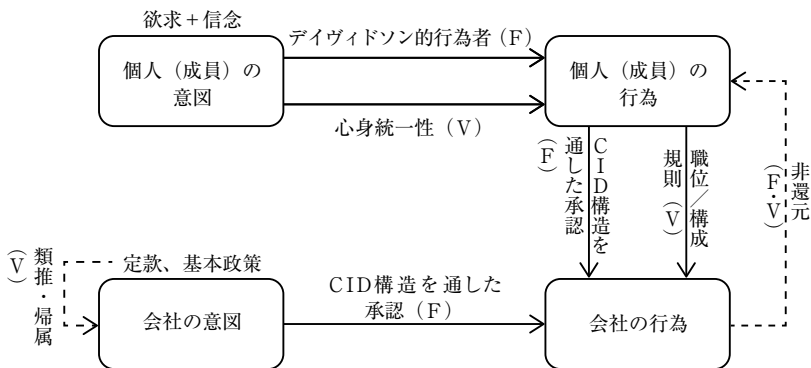 欲求+信念
個人(成員)の
意図
デイヴィドソン的行為者(F)
心身統一性(V)
個人(成員)の
行為
CID構造を
通した承認
(F)
職位/構成
規則(V)
非還元
(F・V)
類推・帰属
(V)
定款、基本政策
会社の意図
CID構造を通した
承認(F)
会社の行為